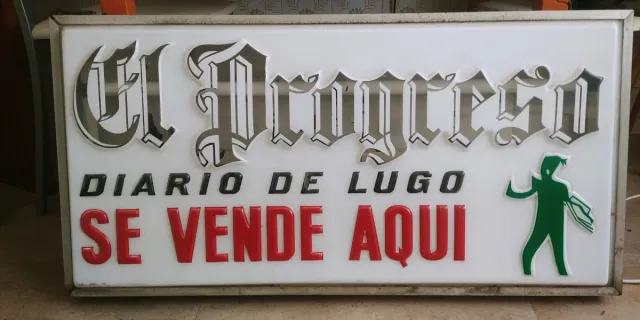 El Progreso
DIARIO DE LUGO
SE VENDE AQUI